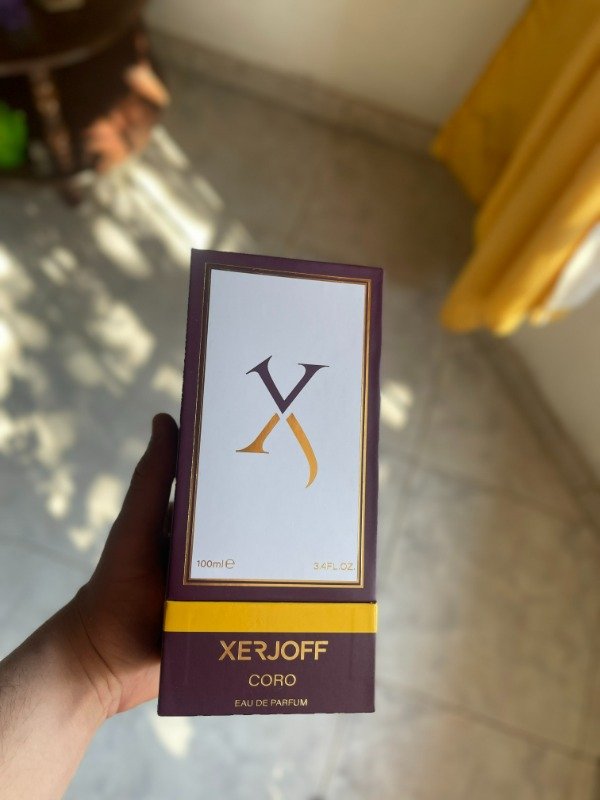 X
100ml℮ 3.4FL.OZ.
XERJOFF
CORO
EAU DE PARFUM